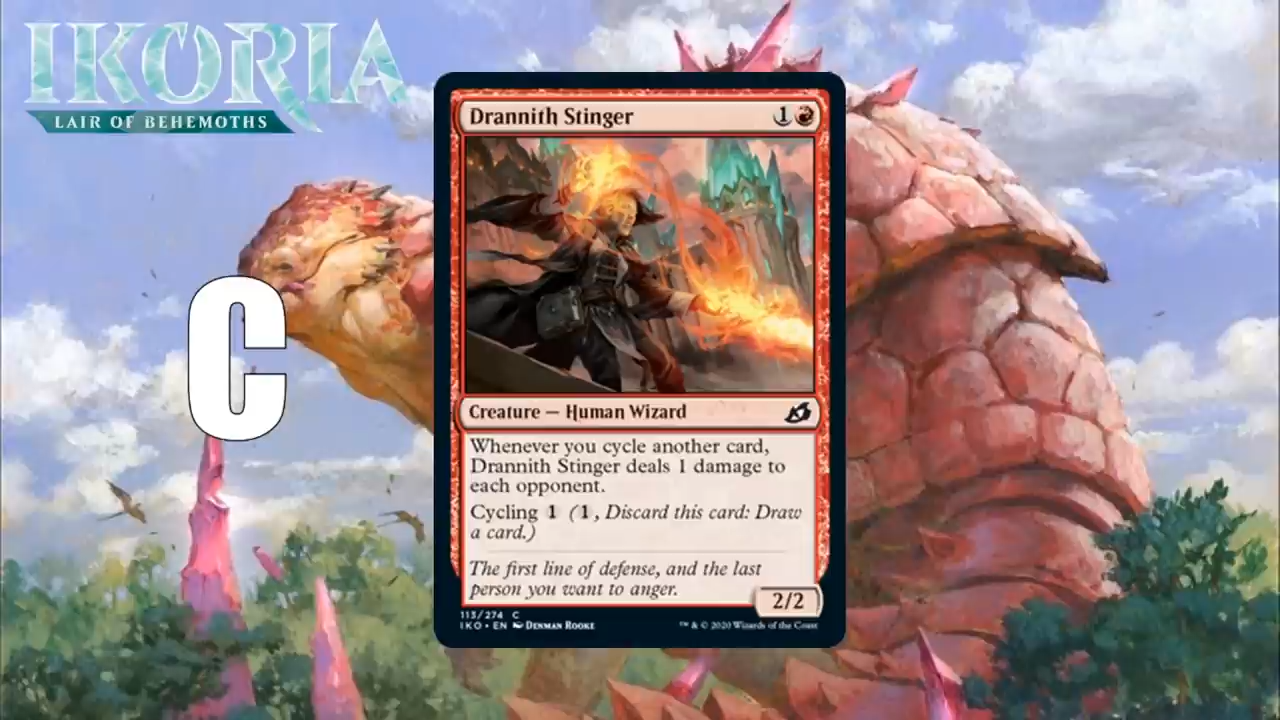 IKORIA
LAIR OF BEHEMOTHS
C
Drannith Stinger
1
Creature — Human Wizard
Whenever you cycle another card,
Drannith Stinger deals 1 damage to
each opponent.
Cycling 1 (1, Discard this card: Draw
a card.)
The first line of defense, and the last
person you want to anger.
2/2
113/274 C
IKO • EN Denman Rooke
™ & © 2020 Wizards of the Coast